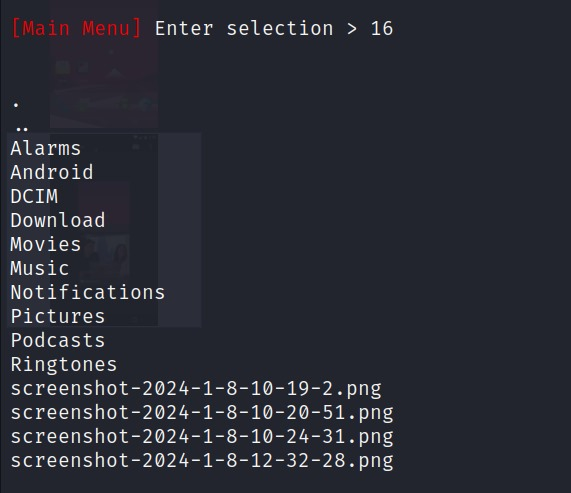 [Main Menu] Enter selection > 16
.
..
Alarms
Android
DCIM
Download
Movies
Music
Notifications
Pictures
Podcasts
Ringtones
screenshot-2024-1-8-10-19-2.png
screenshot-2024-1-8-10-20-51.png
screenshot-2024-1-8-10-24-31.png
screenshot-2024-1-8-12-32-28.png